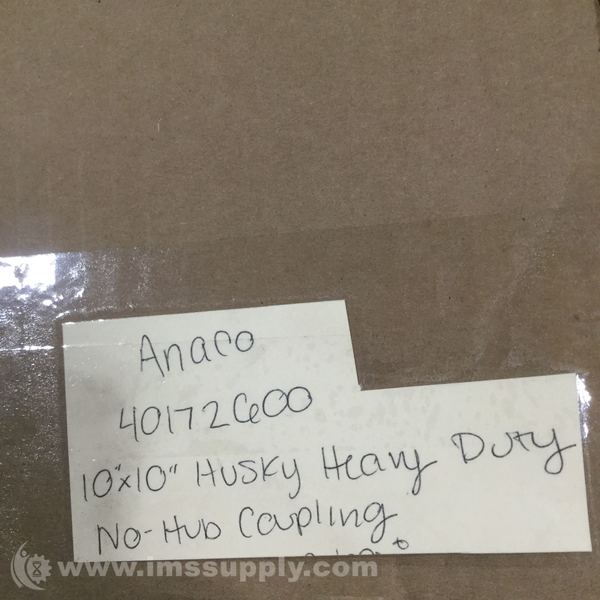 Anaco
40172600
10"x10" Husky Heavy Duty
No-Hub Coupling
www.imssupply.com